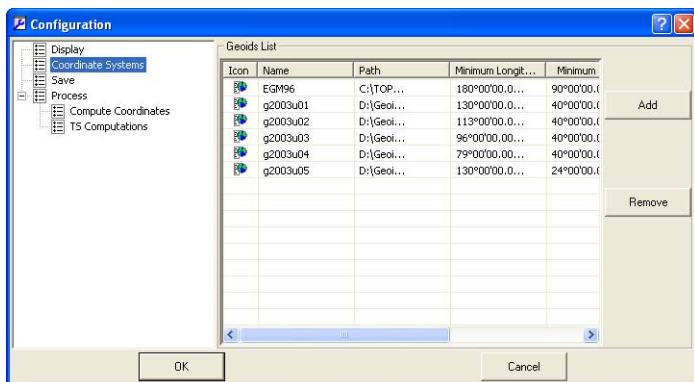 Configuration
Display
Coordinate Systems
Save
Process
Compute Coordinates
TS Computations
Geoids List
Icon Name Path Minimum Longit... Minimum
EGM96 C:\TOP... 180°00'00.0... 90°00'00.(
g2003u01 D:\Geoi... 130°00'00.0... 40°00'00.(
g2003u02 D:\Geoi... 113°00'00.0... 40°00'00.(
g2003u03 D:\Geoi... 96°00'00.00... 40°00'00.(
g2003u04 D:\Geoi... 79°00'00.00... 40°00'00.(
g2003u05 D:\Geoi... 130°00'00.0... 24°00'00.(
Add
Remove
OK Cancel